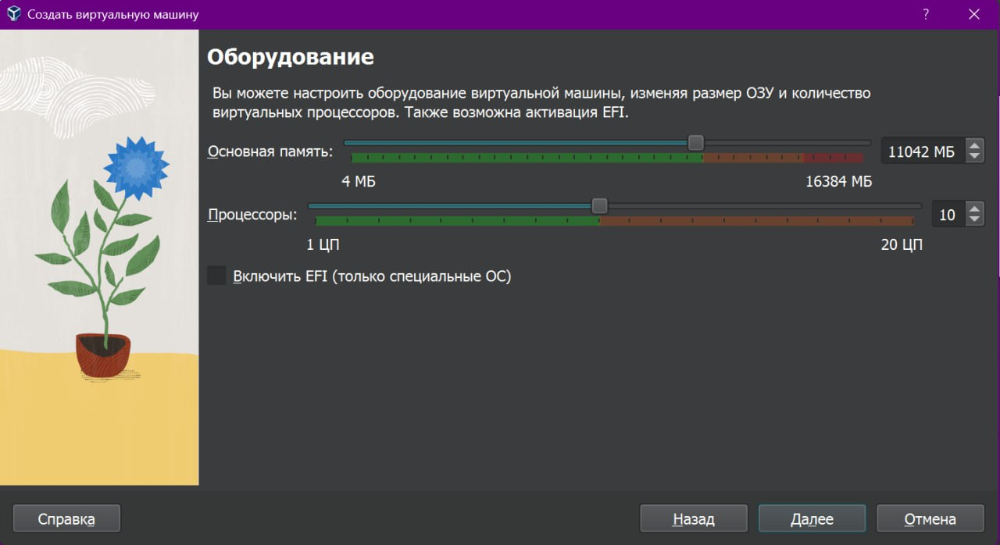 Создать виртуальную машину
?
Оборудование
Вы можете настроить оборудование виртуальной машины, изменяя размер ОЗУ и количество
виртуальных процессоров. Также возможна активация EFI.
Основная память: 11042 МБ
4 МБ 16384 МБ
Процессоры: 10
1 ЦП 20 ЦП
Включить EFI (только специальные ОС)
Справка Назад Далее Отмена